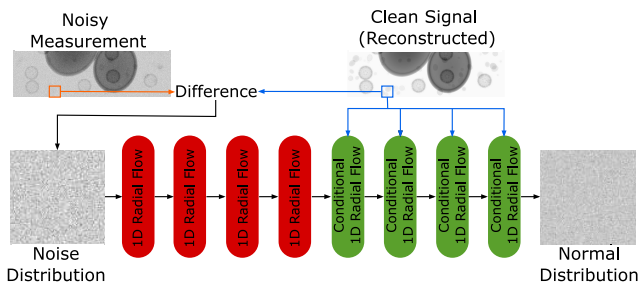 Noisy
Measurement
Clean Signal
(Reconstructed)
Difference
1D Radial Flow
1D Radial Flow
1D Radial Flow
1D Radial Flow
Conditional
1D Radial Flow
Conditional
1D Radial Flow
Conditional
1D Radial Flow
Conditional
1D Radial Flow
Noise
Distribution
Normal
Distribution